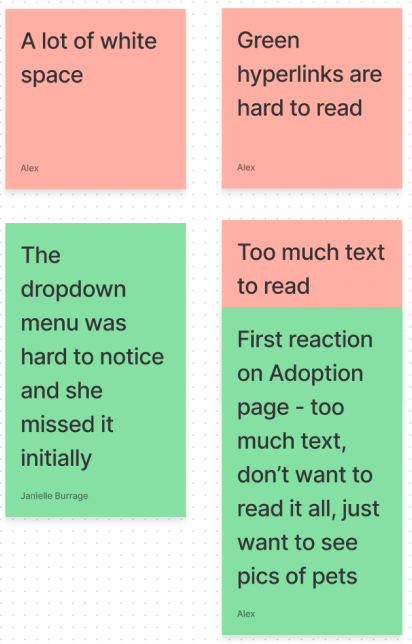 A lot of white
space
Alex
Green
hyperlinks are
hard to read
Alex
The
dropdown
menu was
hard to notice
and she
missed it
initially
Janielle Burrage
Too much text
to read
First reaction
on Adoption
page - too
much text,
don’t want to
read it all, just
want to see
pics of pets
Alex